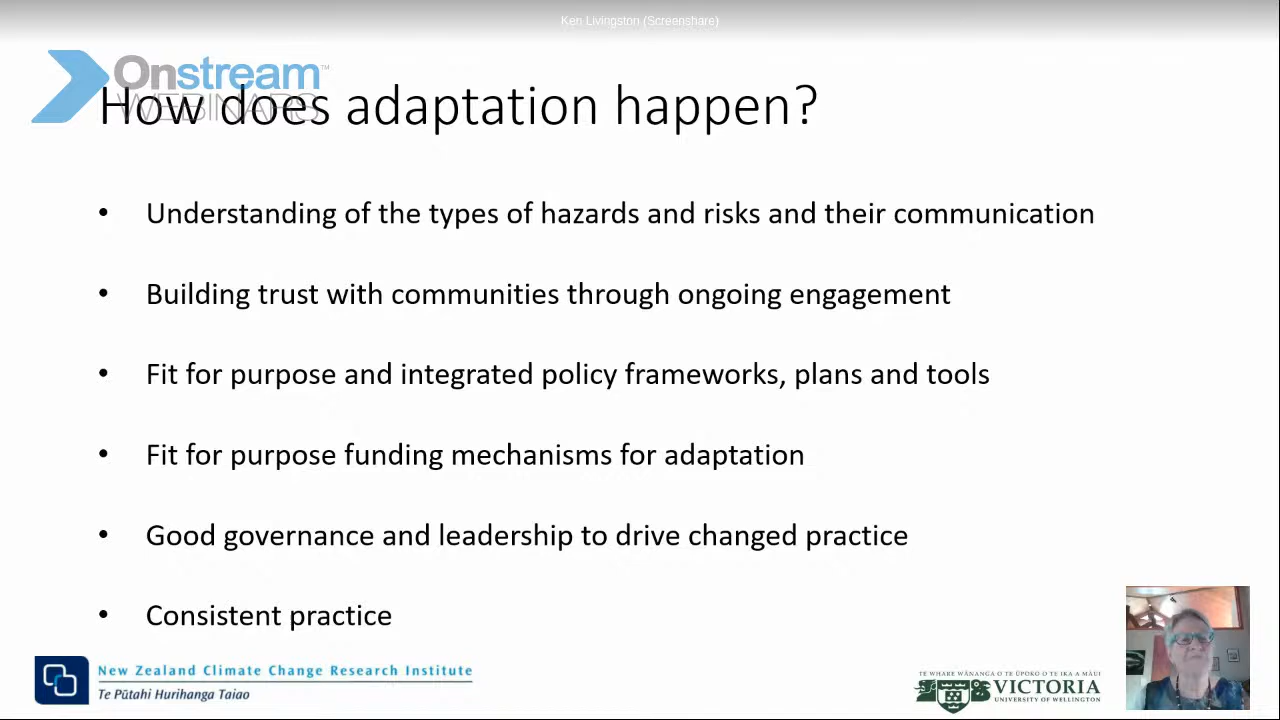 Ken Livingston (Screenshare)
Onstream™
WEBINARS
How does adaptation happen?
• Understanding of the types of hazards and risks and their communication
• Building trust with communities through ongoing engagement
• Fit for purpose and integrated policy frameworks, plans and tools
• Fit for purpose funding mechanisms for adaptation
• Good governance and leadership to drive changed practice
• Consistent practice
New Zealand Climate Change Research Institute
Te Pūtahi Hurihanga Taiao
TE WHARE WĀNANGA O TE ŪPOKO O TE IKA A MĀUI
VICTORIA
UNIVERSITY OF WELLINGTON